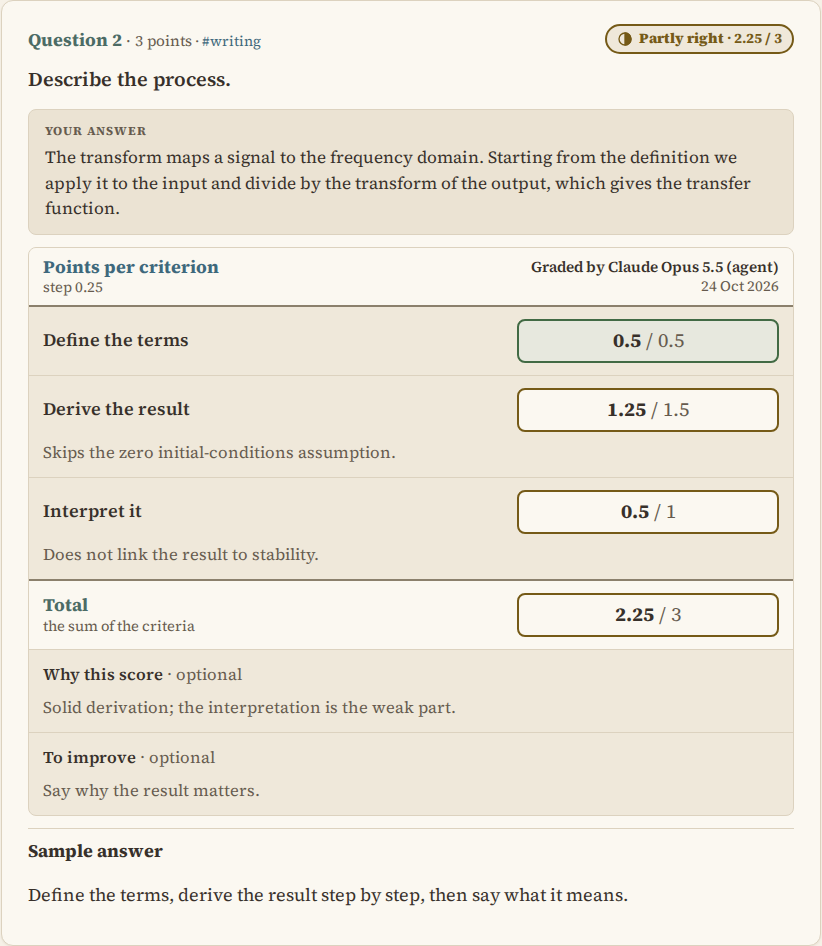 Question 2 · 3 points · #writing
Partly right · 2.25 / 3
Describe the process.
YOUR ANSWER
The transform maps a signal to the frequency domain. Starting from the definition we
apply it to the input and divide by the transform of the output, which gives the transfer
function.
Points per criterion
step 0.25
Graded by Claude Opus 5.5 (agent)
24 Oct 2026
Define the terms
0.5 / 0.5
Derive the result
1.25 / 1.5
Skips the zero initial-conditions assumption.
Interpret it
0.5 / 1
Does not link the result to stability.
Total
the sum of the criteria
2.25 / 3
Why this score · optional
Solid derivation; the interpretation is the weak part.
To improve · optional
Say why the result matters.
Sample answer
Define the terms, derive the result step by step, then say what it means.